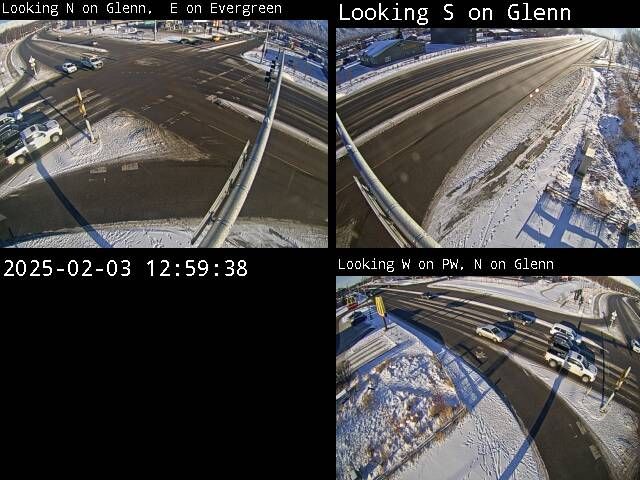 Looking N on Glenn,  E on Evergreen
Looking S on Glenn
2025-02-03 12:59:38
Looking W on PW, N on Glenn